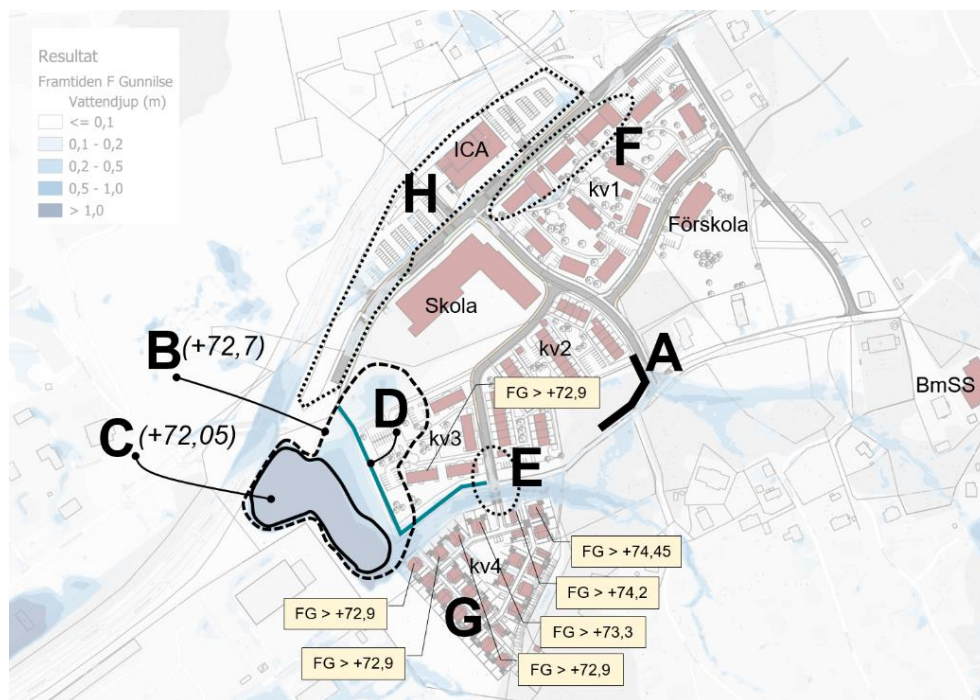 Resultat
Framtiden F Gunnilse
Vattendjup (m)
<= 0,1
0,1 - 0,2
0,2 - 0,5
0,5 - 1,0
> 1,0
ICA
F
H
kv1
Förskola
Skola
A
B (+72,7)
kv2
BmSS
FG > +72,9
D
C (+72,05)
kv3
E
FG > +74,45
kv4
FG > +74,2
FG > +72,9
G
FG > +73,3
FG > +72,9
FG > +72,9